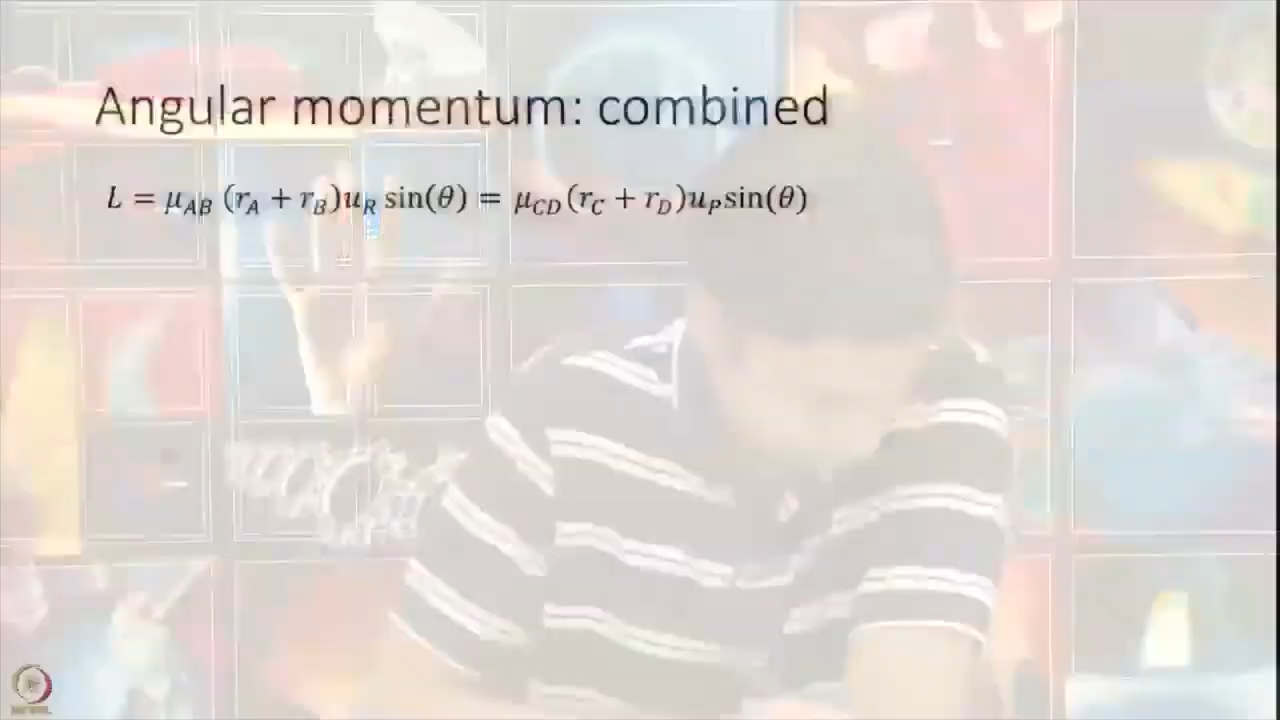 Angular momentum: combined
L = μ_AB (r_A + r_B)u_R sin(θ) = μ_CD(r_C + r_D)u_P sin(θ)